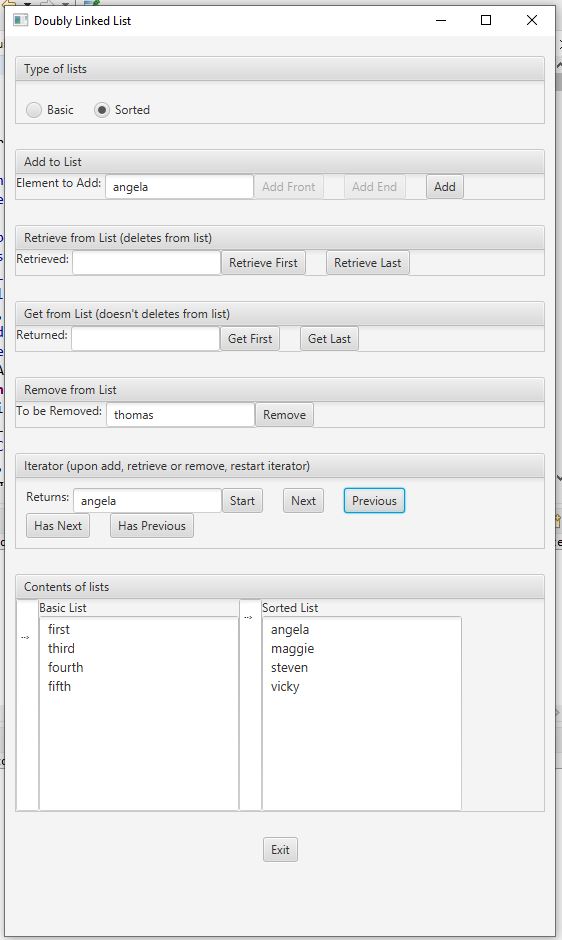 Doubly Linked List
Type of lists
Basic Sorted
Add to List
Element to Add: angela Add Front Add End Add
Retrieve from List (deletes from list)
Retrieved: Retrieve First Retrieve Last
Get from List (doesn't deletes from list)
Returned: Get First Get Last
Remove from List
To be Removed: thomas Remove
Iterator (upon add, retrieve or remove, restart iterator)
Returns: angela Start Next Previous
Has Next Has Previous
Contents of lists
Basic List Sorted List
first angela
third maggie
fourth steven
fifth vicky
Exit